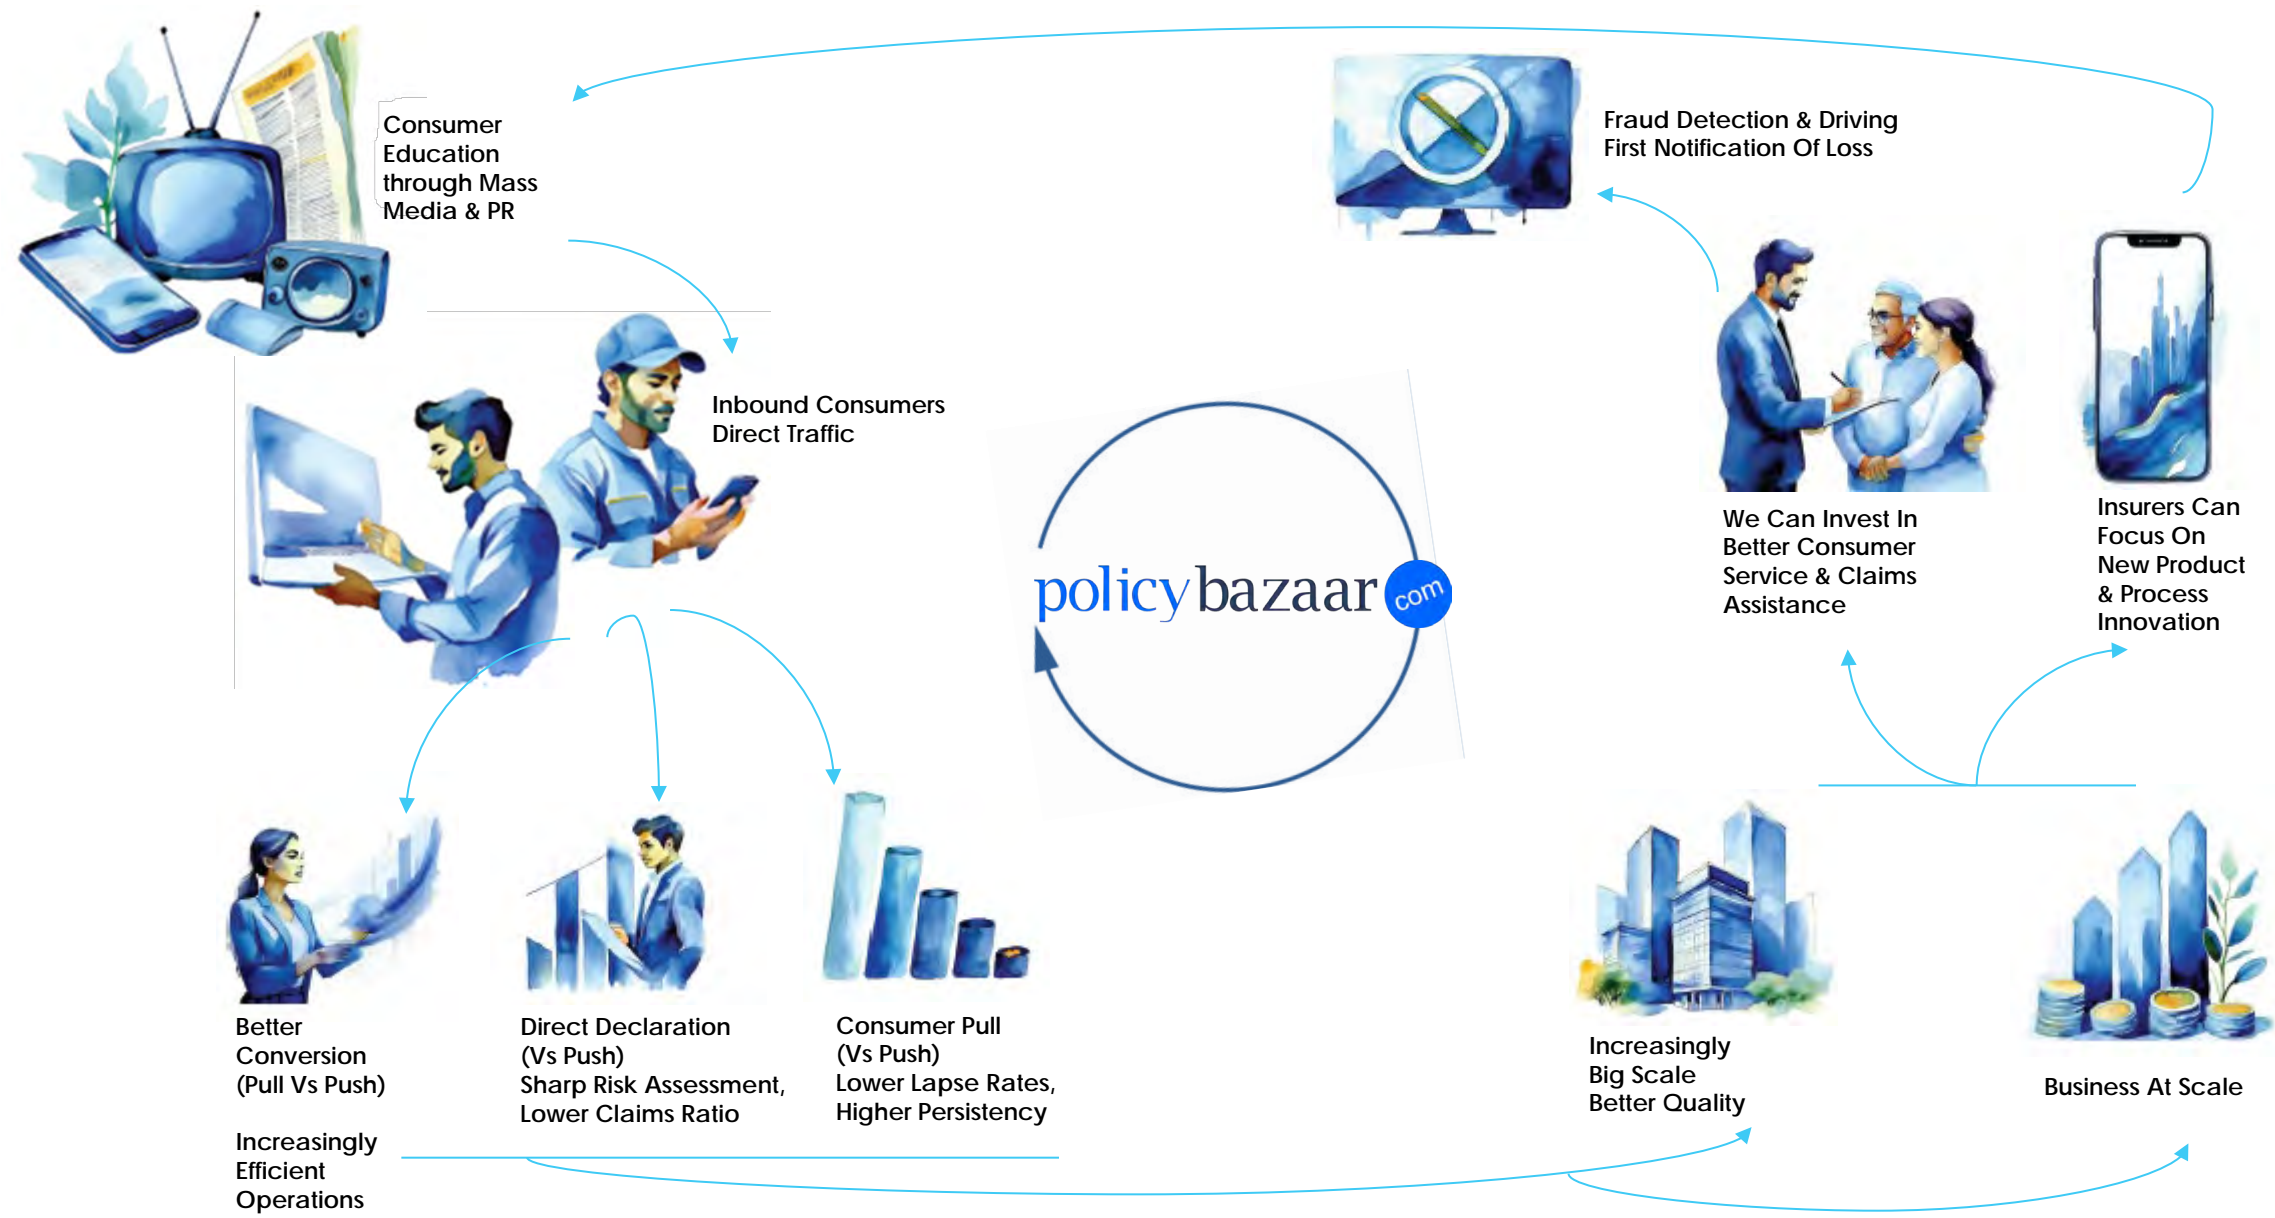 Consumer
Education
through Mass
Media & PR
Fraud Detection & Driving
First Notification Of Loss
Inbound Consumers
Direct Traffic
policybazaar com
We Can Invest In
Better Consumer
Service & Claims
Assistance
Insurers Can
Focus On
New Product
& Process
Innovation
Better
Conversion
(Pull Vs Push)
Increasingly
Efficient
Operations
Direct Declaration
(Vs Push)
Sharp Risk Assessment,
Lower Claims Ratio
Consumer Pull
(Vs Push)
Lower Lapse Rates,
Higher Persistency
Increasingly
Big Scale
Better Quality
Business At Scale